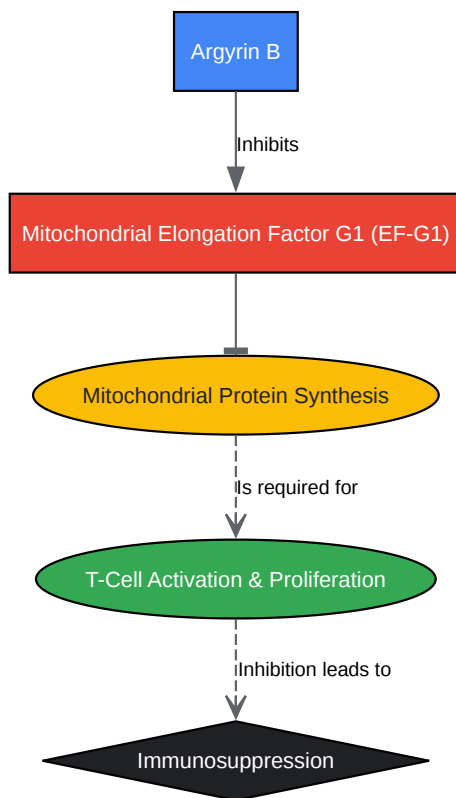 Argyrin B
Inhibits
Mitochondrial Elongation Factor G1 (EF-G1)
Mitochondrial Protein Synthesis
Is required for
T-Cell Activation & Proliferation
Inhibition leads to
Immunosuppression